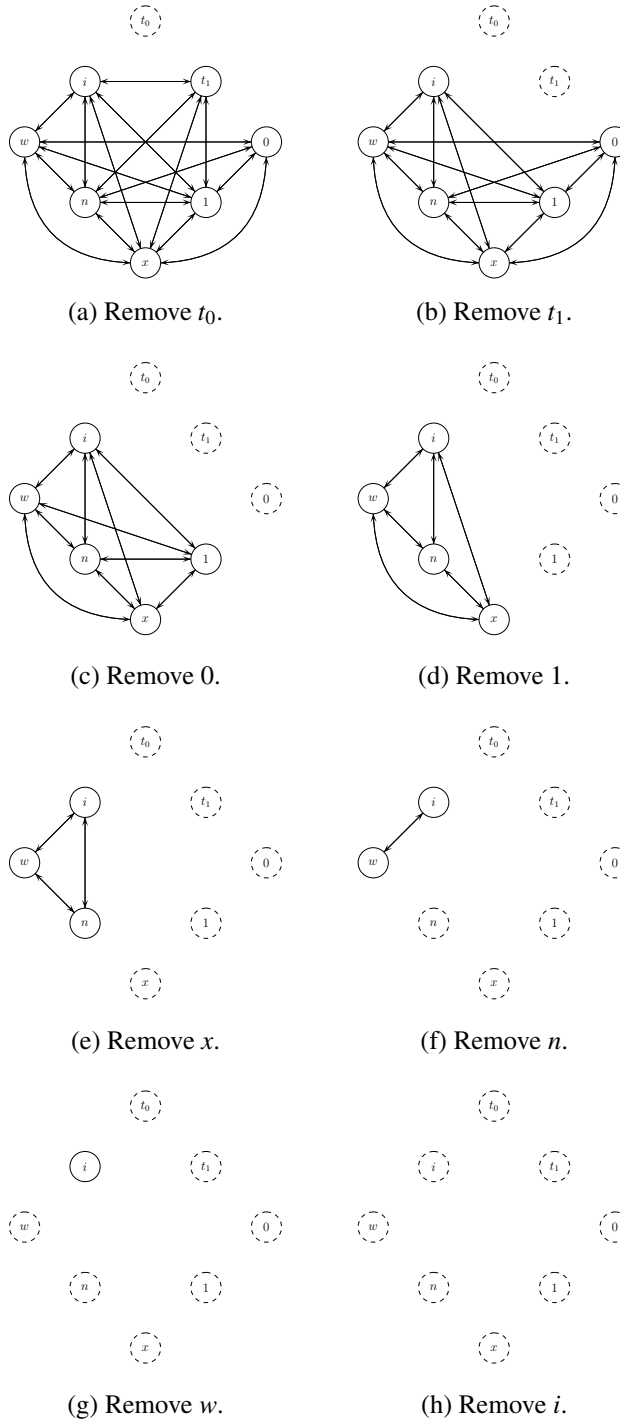 t₀
i t₁
w 0
n 1
x
(a) Remove t₀.
t₀
i t₁
w 0
n 1
x
(b) Remove t₁.
t₀
i t₁
w 0
n 1
x
(c) Remove 0.
t₀
i t₁
w 0
n 1
x
(d) Remove 1.
t₀
i t₁
w 0
n 1
x
(e) Remove x.
t₀
i t₁
w 0
n 1
x
(f) Remove n.
t₀
i t₁
w 0
n 1
x
(g) Remove w.
t₀
i t₁
w 0
n 1
x
(h) Remove i.